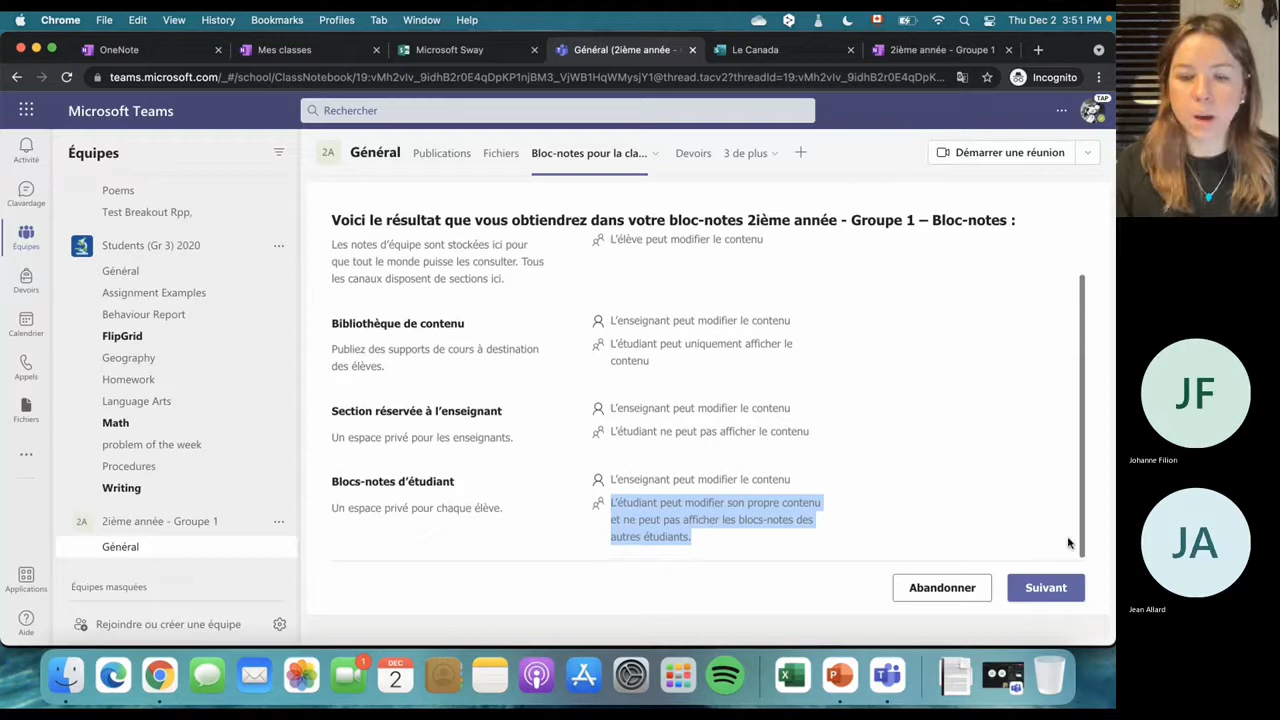 Chrome File Edit View History Bookmarks Profiles Tab Window Help Thu Dec 2 3:51 PM
OneNote Mes classes Microsoft Sway Général (2ième année - Le Canada 2ième année - Groupe 1
teams.microsoft.com/_#/school/ClassNotebook/19:vMh2vIv_9idhB2r0E4qDpKP1njBM3_VjWB1HqWMysjY1@thread.tacv2?threadId=19:vMh2vIv_9idhB2r0E4qDpK... Incognito
Microsoft Teams
Rechercher
TAP
Activité
Clavardage
Équipes
Devoirs
Calendrier
Appels
Fichiers
Applications
Aide
Équipes
Poems
Test Breakout Rpp,
Students (Gr 3) 2020
Général
Assignment Examples
Behaviour Report
FlipGrid
Geography
Homework
Language Arts
Math
problem of the week
Procedures
Writing
2A 2ième année - Groupe 1
Général
Équipes masquées
Rejoindre ou créer une équipe
2A Général Publications Fichiers Bloc-notes pour la cla... Devoirs 3 de plus Démarrer une réunion
Voici le résultat que vous obtiendrez dans votre bloc-notes 2ième année - Groupe 1 – Bloc-notes :
Les notes d'équipe sont stockées ici pour
que tout le monde puisse les consulter. Tous
les canaux disposent de sections ici.
L'élève peut modifier le contenu
Bibliothèque de contenu
Publiez des supports de cours à destination
des élèves.
L'enseignant peut modifier le contenu
L'étudiant peut uniquement afficher le
contenu
Section réservée à l'enseignant
Un espace privé pour les enseignants.
L'enseignant peut modifier le contenu
L'étudiant ne peut pas afficher le contenu
Blocs-notes d'étudiant
Un espace privé pour chaque élève.
L'enseignant peut modifier le contenu
L'étudiant peut modifier son propre contenu
et ne peut pas afficher les blocs-notes des
autres étudiants.
Abandonner Suivant
1
DEC
2
JF
Johanne Filion
JA
Jean Allard